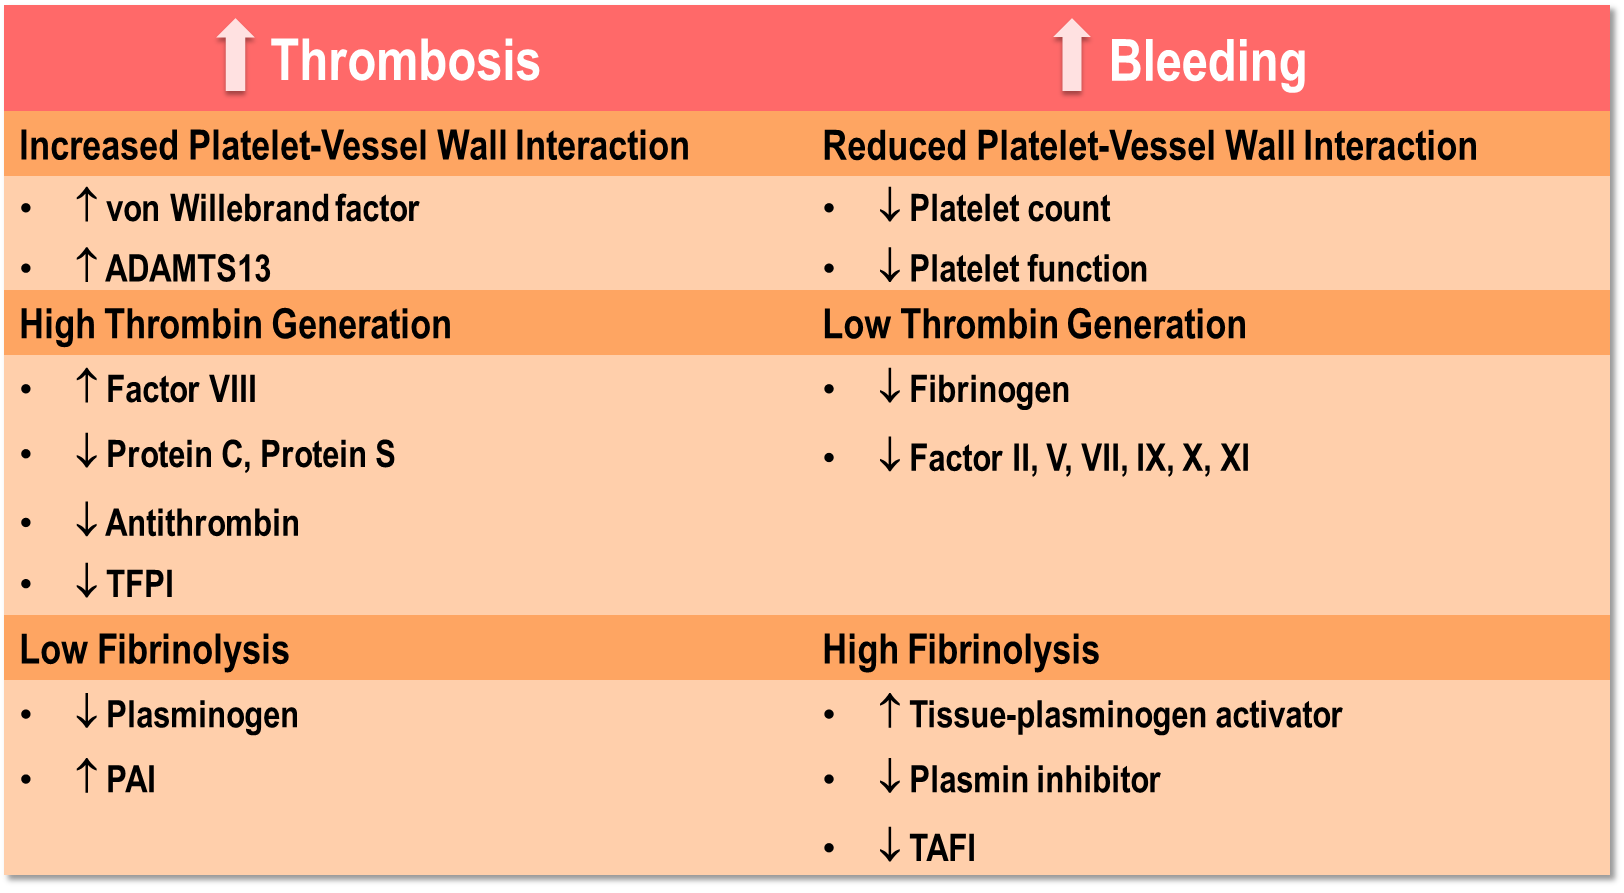 ↑ Thrombosis
↑ Bleeding
Increased Platelet-Vessel Wall Interaction
Reduced Platelet-Vessel Wall Interaction
• ↑ von Willebrand factor
• ↑ ADAMTS13
• ↓ Platelet count
• ↓ Platelet function
High Thrombin Generation
Low Thrombin Generation
• ↑ Factor VIII
• ↓ Protein C, Protein S
• ↓ Antithrombin
• ↓ TFPI
• ↓ Fibrinogen
• ↓ Factor II, V, VII, IX, X, XI
Low Fibrinolysis
High Fibrinolysis
• ↓ Plasminogen
• ↑ PAI
• ↑ Tissue-plasminogen activator
• ↓ Plasmin inhibitor
• ↓ TAFI